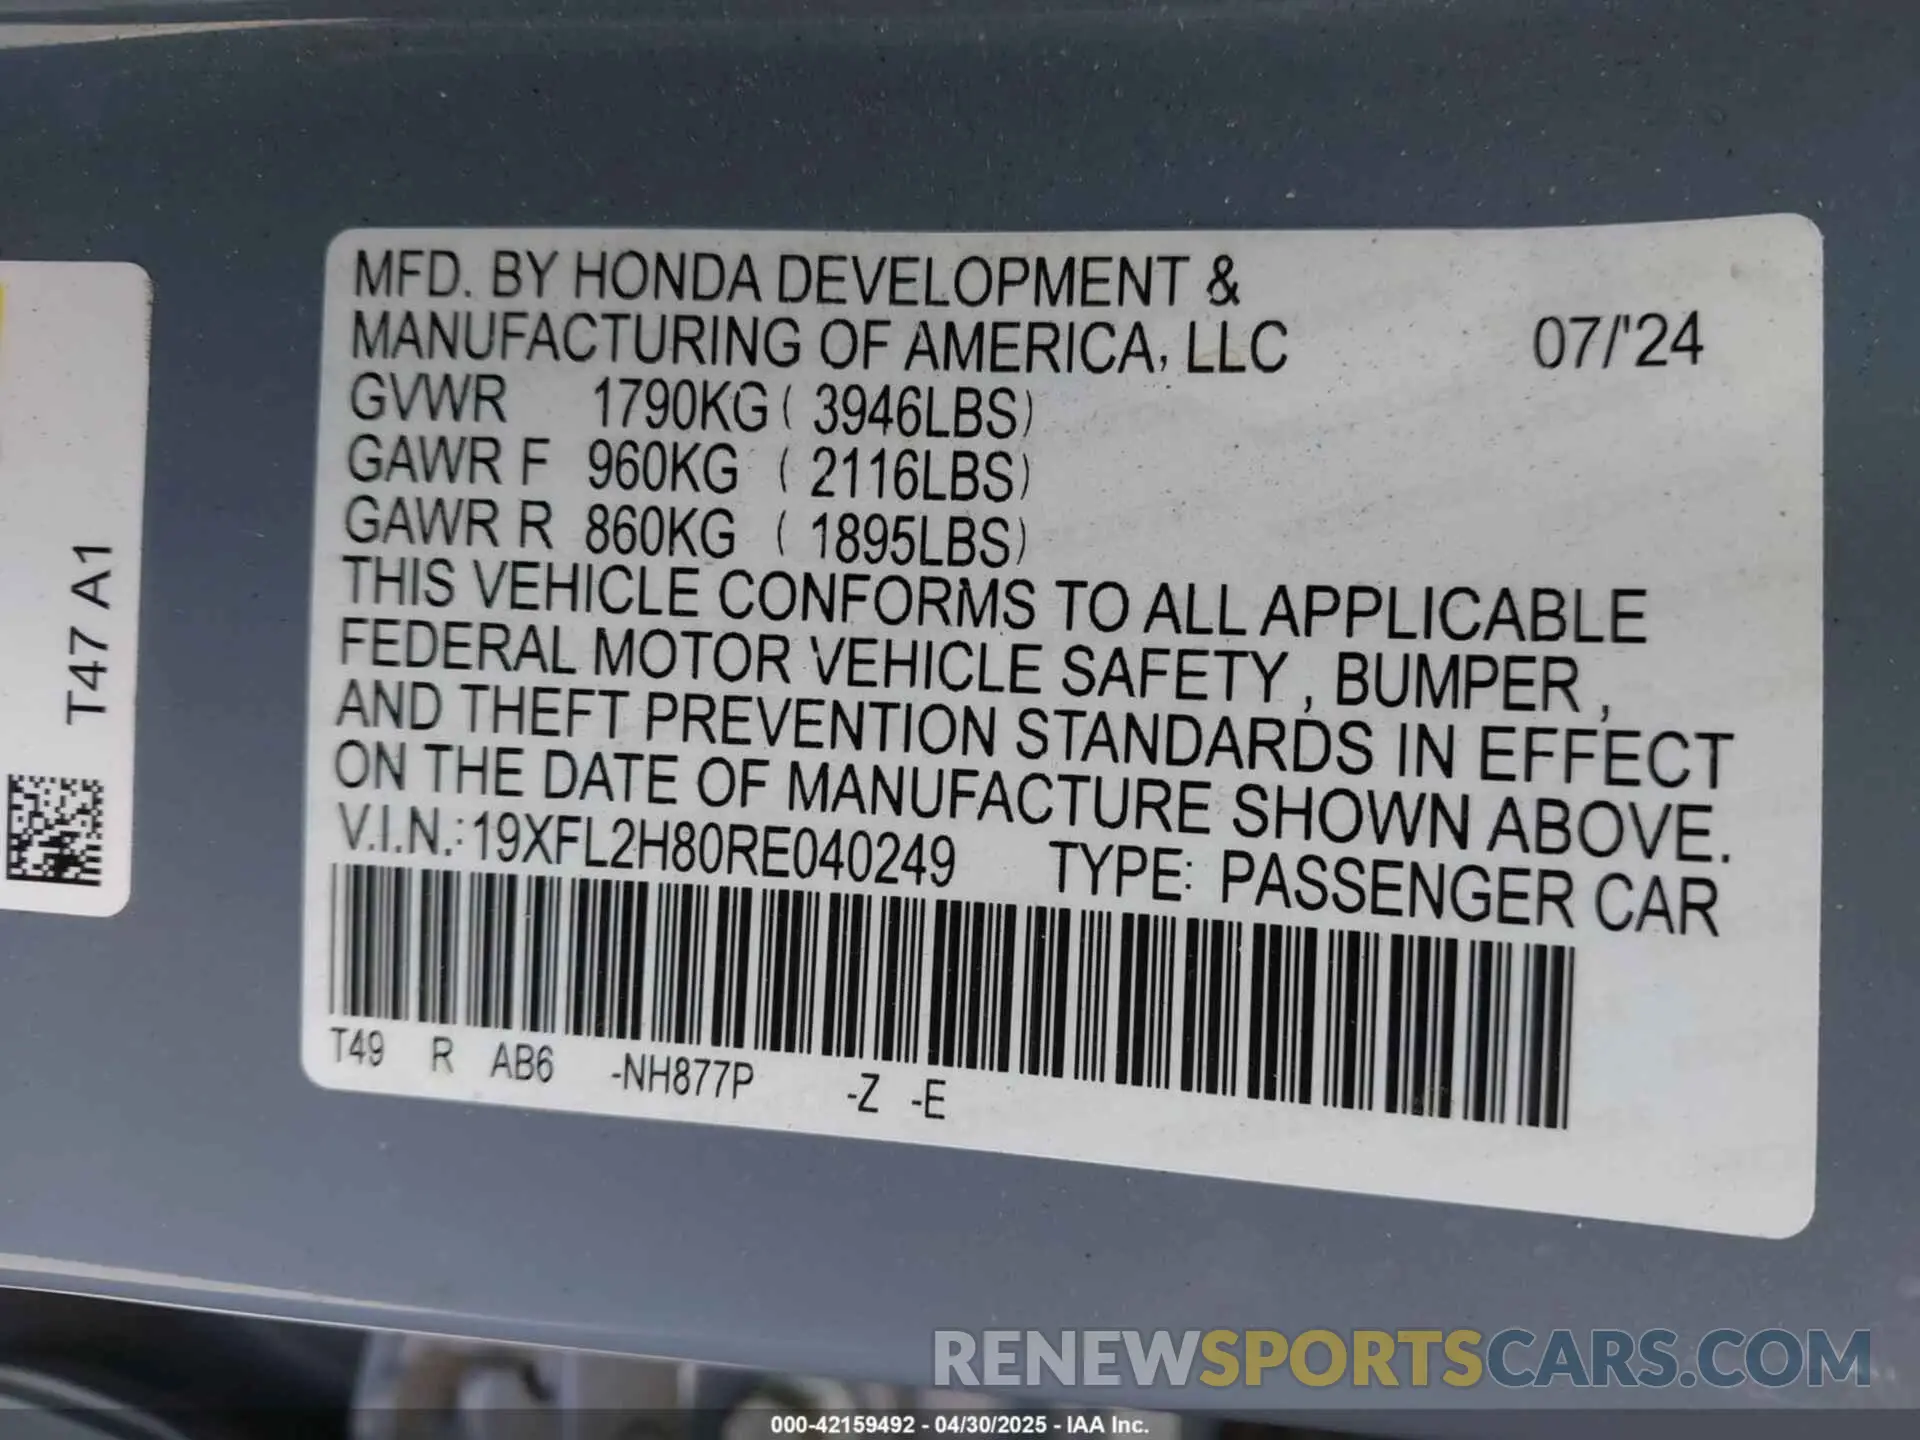 MFD. BY HONDA DEVELOPMENT &
MANUFACTURING OF AMERICA, LLC 07/'24
GVWR 1790KG ( 3946LBS)
GAWR F 960KG ( 2116LBS)
GAWR R 860KG ( 1895LBS)
THIS VEHICLE CONFORMS TO ALL APPLICABLE
FEDERAL MOTOR VEHICLE SAFETY , BUMPER ,
AND THEFT PREVENTION STANDARDS IN EFFECT
ON THE DATE OF MANUFACTURE SHOWN ABOVE.
V.I.N.: 19XFL2H80RE040249 TYPE: PASSENGER CAR
T49 R AB6 -NH877P -Z -E
T47 A1
RENEWSPORTSCARS.COM
000-42159492 - 04/30/2025 - IAA Inc.